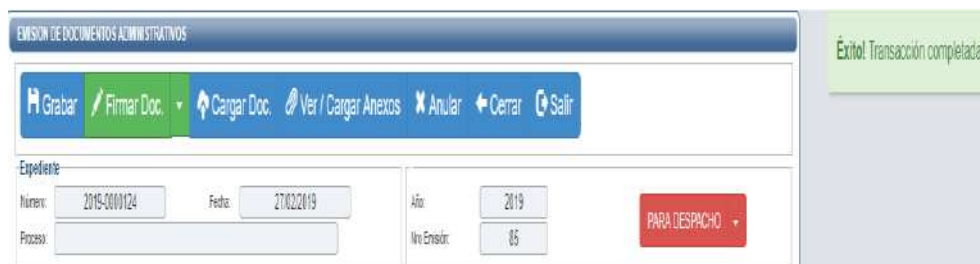 EMISION DE DOCUMENTOS ADMINISTRATIVOS
Éxito! Transacción completada
Grabar Firmar Doc. Cargar Doc. Ver / Cargar Anexos Anular Cerrar Salir
Expediente
Número: 2019-0000124 Fecha: 27/02/2019 Año: 2019
PARA DESPACHO
Proceso: Nro Emisión: 85